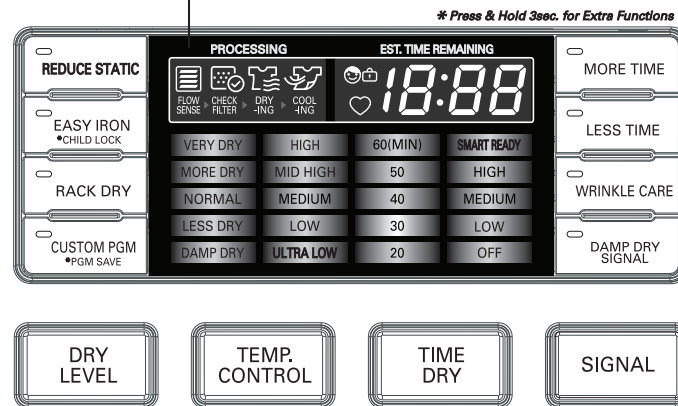 * Press & Hold 3sec. for Extra Functions
PROCESSING
EST. TIME REMAINING
FLOW SENSE
CHECK FILTER
DRY -ING
COOL -ING
18:88
REDUCE STATIC
EASY IRON
•CHILD LOCK
RACK DRY
CUSTOM PGM
•PGM SAVE
VERY DRY HIGH 60(MIN) SMART READY
MORE DRY MID HIGH 50 HIGH
NORMAL MEDIUM 40 MEDIUM
LESS DRY LOW 30 LOW
DAMP DRY ULTRA LOW 20 OFF
MORE TIME
LESS TIME
WRINKLE CARE
DAMP DRY
SIGNAL
DRY
LEVEL
TEMP.
CONTROL
TIME
DRY
SIGNAL